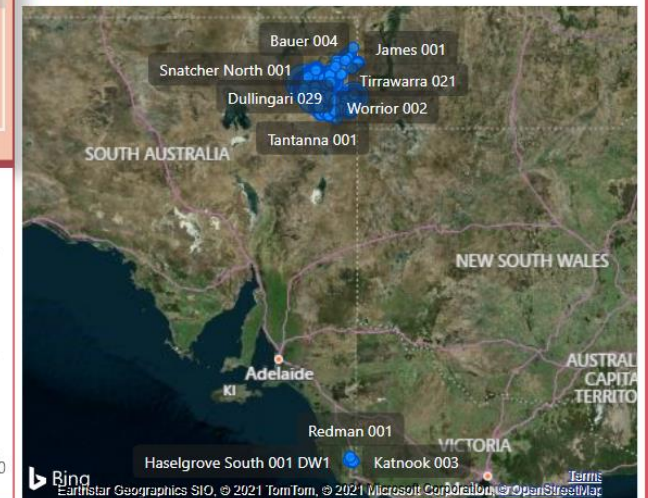 Bauer 004
James 001
Snatcher North 001
Tirrawarra 021
Dullingari 029
Worrior 002
Tantanna 001
SOUTH AUSTRALIA
NEW SOUTH WALES
AUSTRAL
CAPITA
TERRITO
Adelaide
KI
Redman 001
VICTORIA
Haselgrove South 001 DW1
Katnook 003
0
Bing
Terms
Earthstar Geographics SIO, © 2021 TomTom, © 2021 Microsoft Corporation, © OpenStreetMap